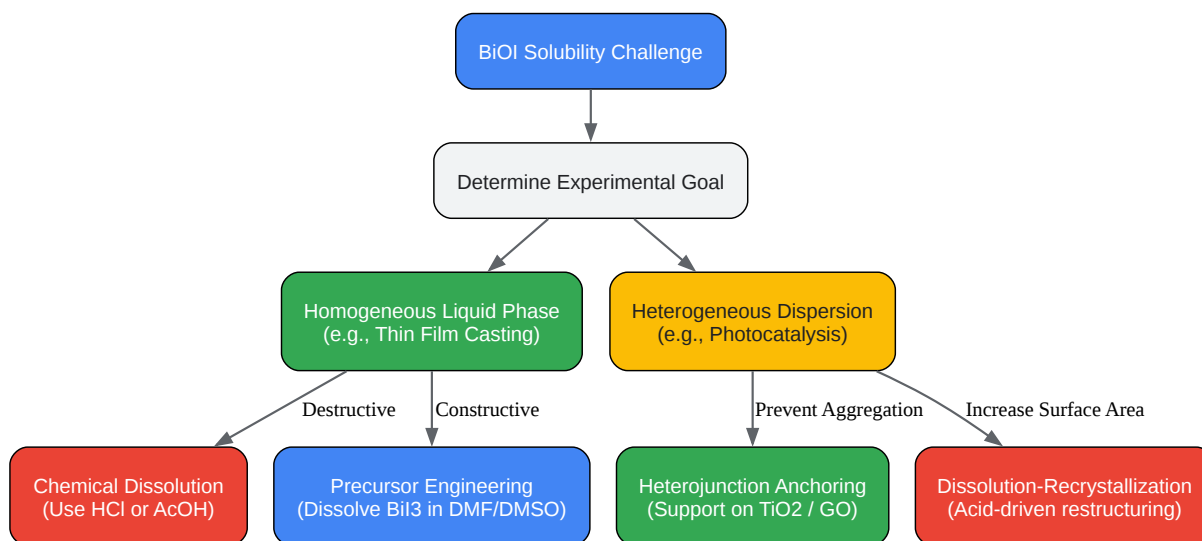 BiOI Solubility Challenge
Determine Experimental Goal
Homogeneous Liquid Phase
(e.g., Thin Film Casting)
Heterogeneous Dispersion
(e.g., Photocatalysis)
Destructive
Constructive
Prevent Aggregation
Increase Surface Area
Chemical Dissolution
(Use HCl or AcOH)
Precursor Engineering
(Dissolve BiI3 in DMF/DMSO)
Heterojunction Anchoring
(Support on TiO2 / GO)
Dissolution-Recrystallization
(Acid-driven restructuring)